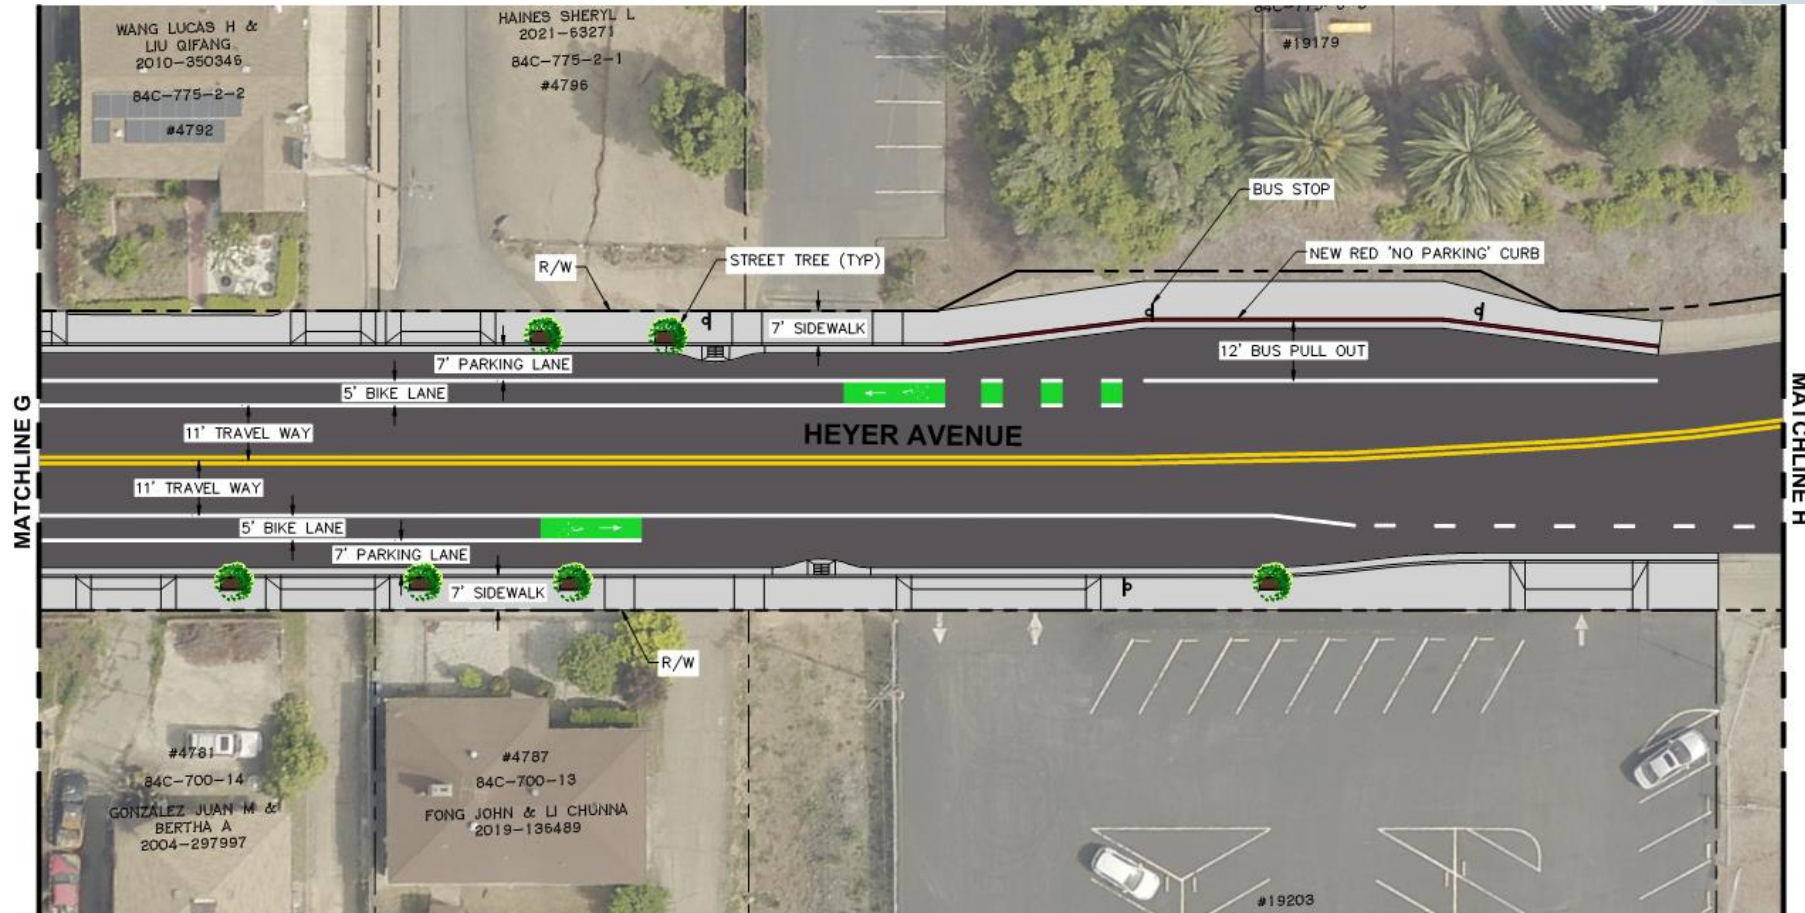 WANG LUCAS H &
LIU QIFANG
2010-350346
84C-775-2-2
#4792
HAINES SHERYL L
2021-63271
84C-775-2-1
#4796
#19179
BUS STOP
NEW RED 'NO PARKING' CURB
STREET TREE (TYP)
R/W
7' SIDEWALK
12' BUS PULL OUT
7' PARKING LANE
5' BIKE LANE
11' TRAVEL WAY
HEYER AVENUE
MATCHLINE G
MATCHLINE H
11' TRAVEL WAY
5' BIKE LANE
7' PARKING LANE
7' SIDEWALK
R/W
#4781
84C-700-14
GONZALEZ JUAN M &
BERTHA A
2004-297997
#4787
84C-700-13
FONG JOHN & LI CHUNNA
2019-136489
#19203